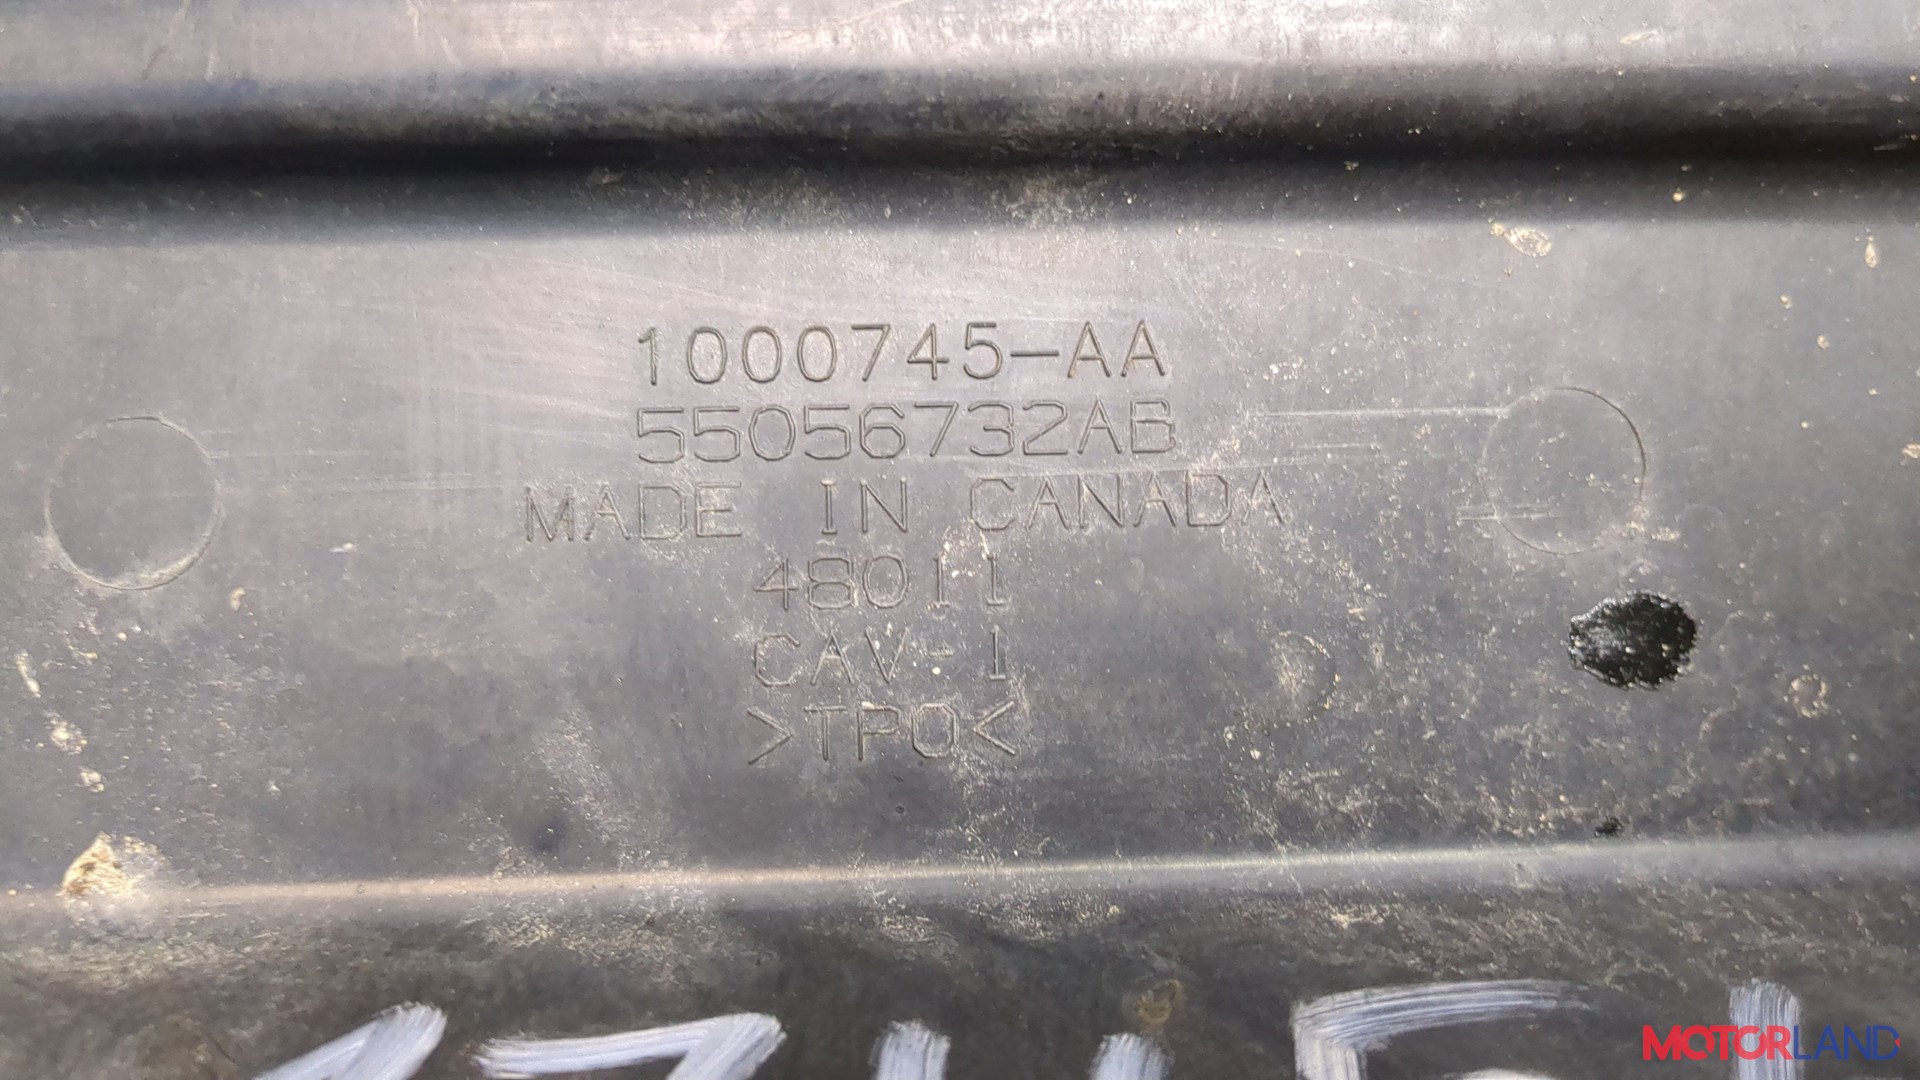 1000745-AA
55056732AB
MADE IN CANADA
48011
CAV-1
>TPO<
MOTORLAND